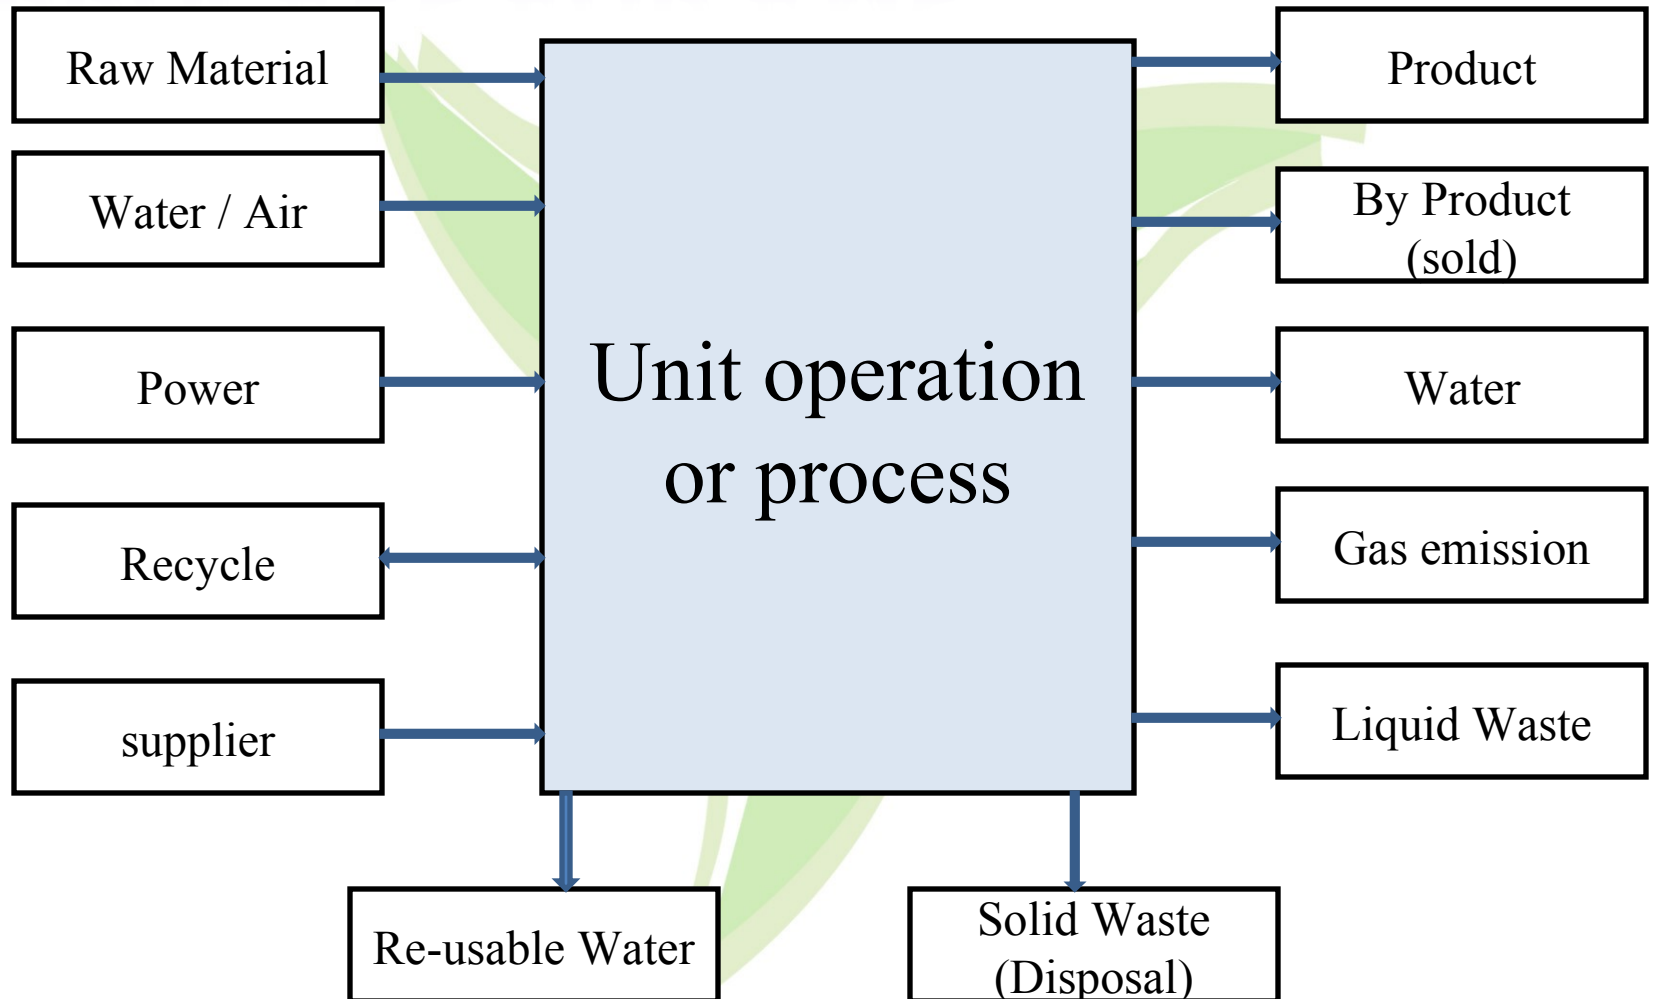 Raw Material
Water / Air
Power
Recycle
supplier
Unit operation
or process
Product
By Product
(sold)
Water
Gas emission
Liquid Waste
Re-usable Water
Solid Waste
(Disposal)